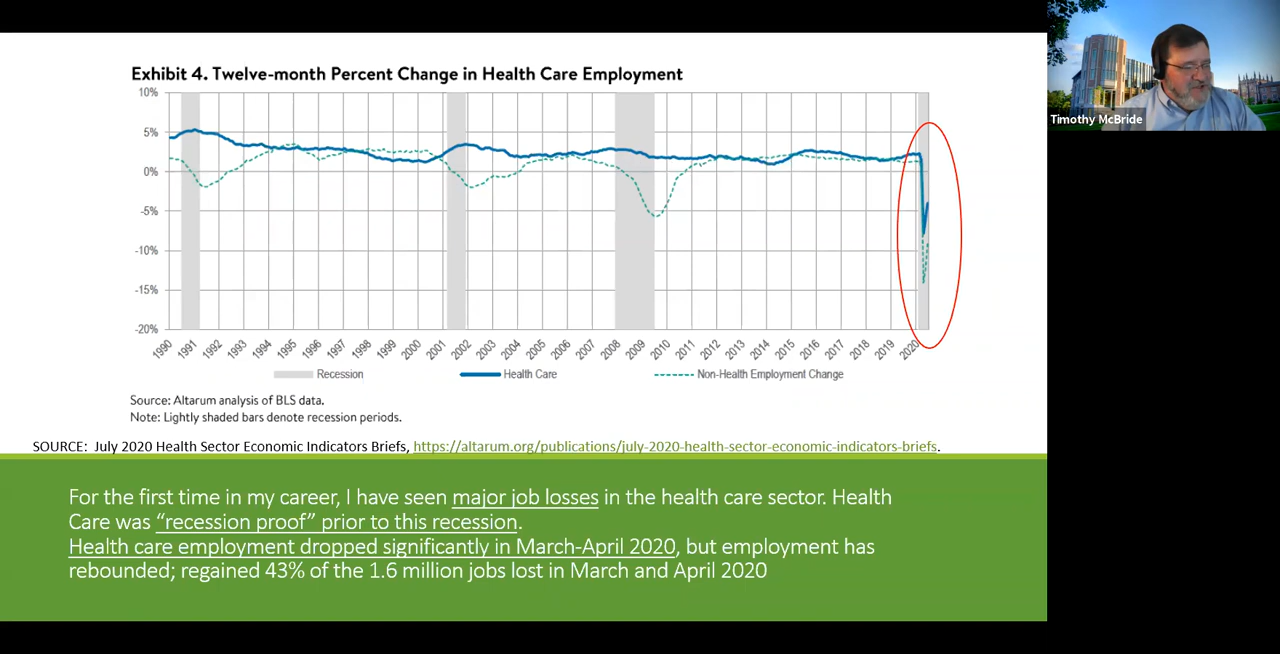 Exhibit 4. Twelve-month Percent Change in Health Care Employment
10%
5%
0%
-5%
-10%
-15%
-20%
1990 1991 1992 1993 1994 1995 1996 1997 1998 1999 2000 2001 2002 2003 2004 2005 2006 2007 2008 2009 2010 2011 2012 2013 2014 2015 2016 2017 2018 2019 2020
Recession Health Care Non-Health Employment Change
Source: Altarum analysis of BLS data.
Note: Lightly shaded bars denote recession periods.
SOURCE: July 2020 Health Sector Economic Indicators Briefs, https://altarum.org/publications/july-2020-health-sector-economic-indicators-briefs.
For the first time in my career, I have seen major job losses in the health care sector. Health
Care was “recession proof” prior to this recession.
Health care employment dropped significantly in March-April 2020, but employment has
rebounded; regained 43% of the 1.6 million jobs lost in March and April 2020
Timothy McBride